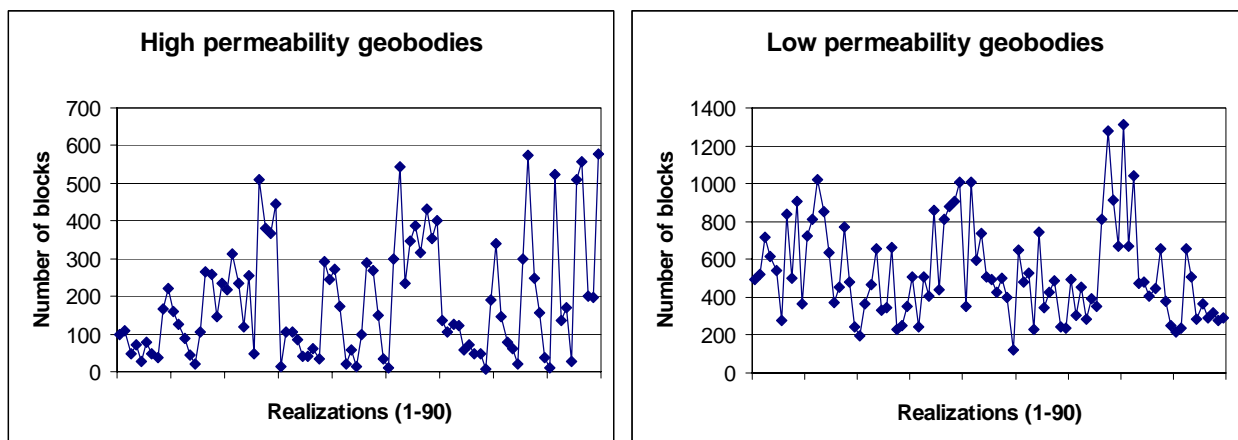 High permeability geobodies
700
600
500
400
300
200
100
0
Number of blocks
Realizations (1-90)
Low permeability geobodies
1400
1200
1000
800
600
400
200
0
Number of blocks
Realizations (1-90)